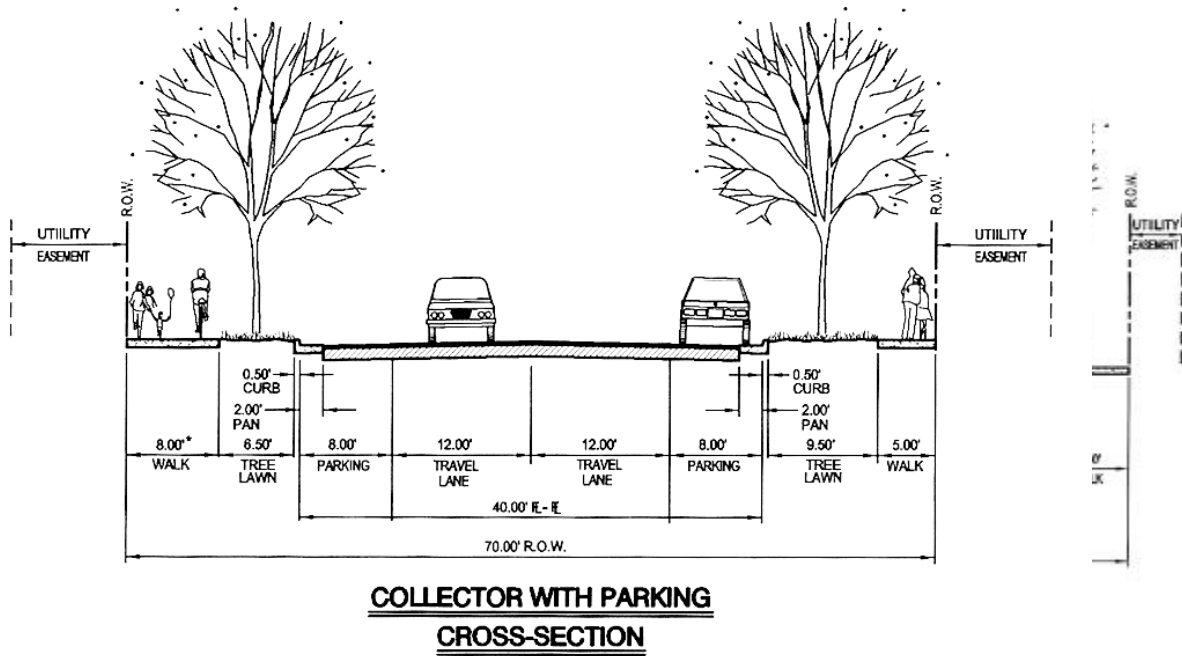 R.O.W.
R.O.W.
R.O.W.
UTIILITY
EASEMENT
UTIILITY
EASEMENT
UTIILITY
EASEMENT
0.50'
CURB
0.50'
CURB
2.00'
PAN
2.00'
PAN
8.00'*
WALK
6.50'
TREE
LAWN
8.00'
PARKING
12.00'
TRAVEL
LANE
12.00'
TRAVEL
LANE
8.00'
PARKING
9.50'
TREE
LAWN
5.00'
WALK
40.00' FL - FL
70.00' R.O.W.
COLLECTOR WITH PARKING
CROSS-SECTION